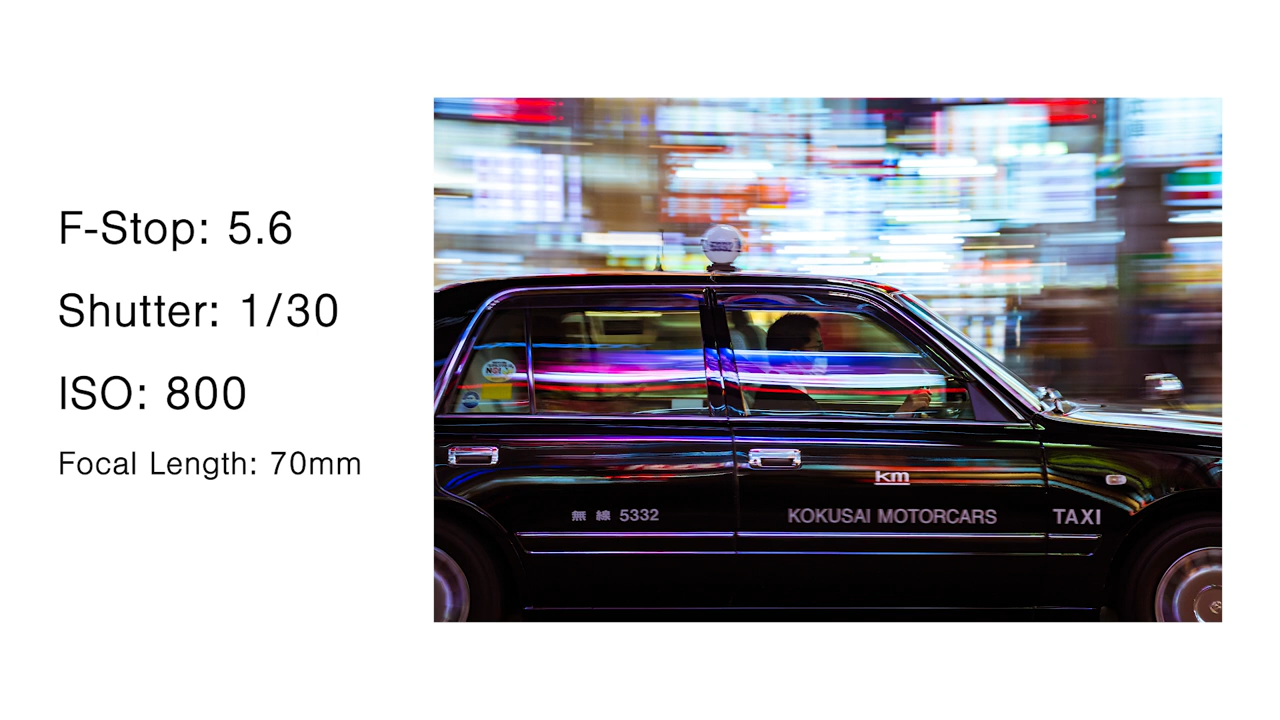 F-Stop: 5.6
Shutter: 1/30
ISO: 800
Focal Length: 70mm
km
無線 5332
KOKUSAI MOTORCARS
TAXI